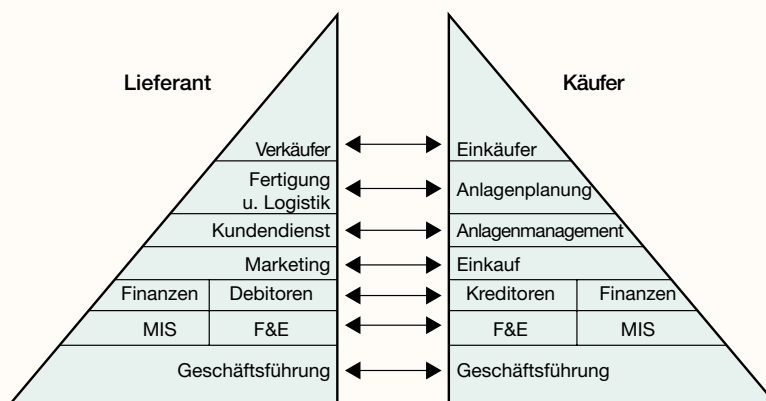 Lieferant
Käufer
Verkäufer
Einkäufer
Fertigung
u. Logistik
Anlagenplanung
Kundendienst
Anlagenmanagement
Marketing
Einkauf
Finanzen
Debitoren
Kreditoren
Finanzen
MIS
F&E
F&E
MIS
Geschäftsführung
Geschäftsführung